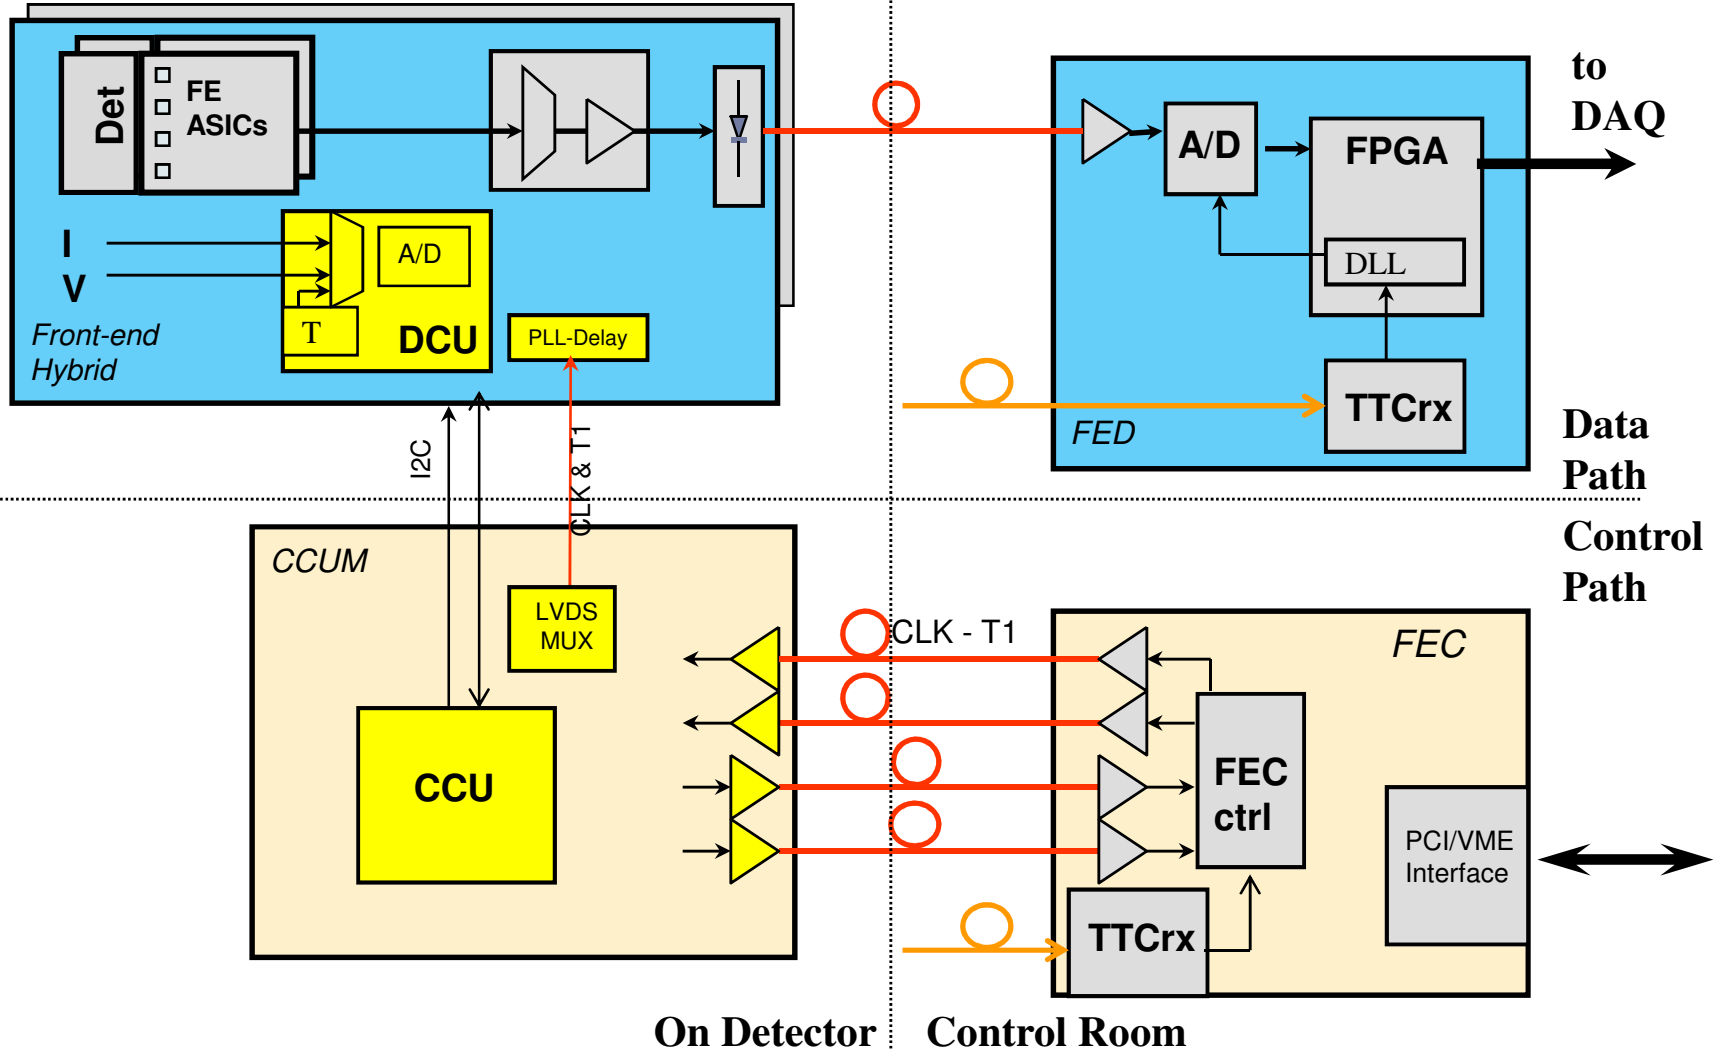 Det
FE
ASICs
I
V
A/D
T
DCU
PLL-Delay
Front-end
Hybrid
A/D
FPGA
DLL
TTCrx
FED
to
DAQ
Data
Path
I2C
CLK & T1
Control
Path
CCUM
LVDS
MUX
CCU
CLK - T1
FEC
FEC
ctrl
PCI/VME
Interface
TTCrx
On Detector
Control Room